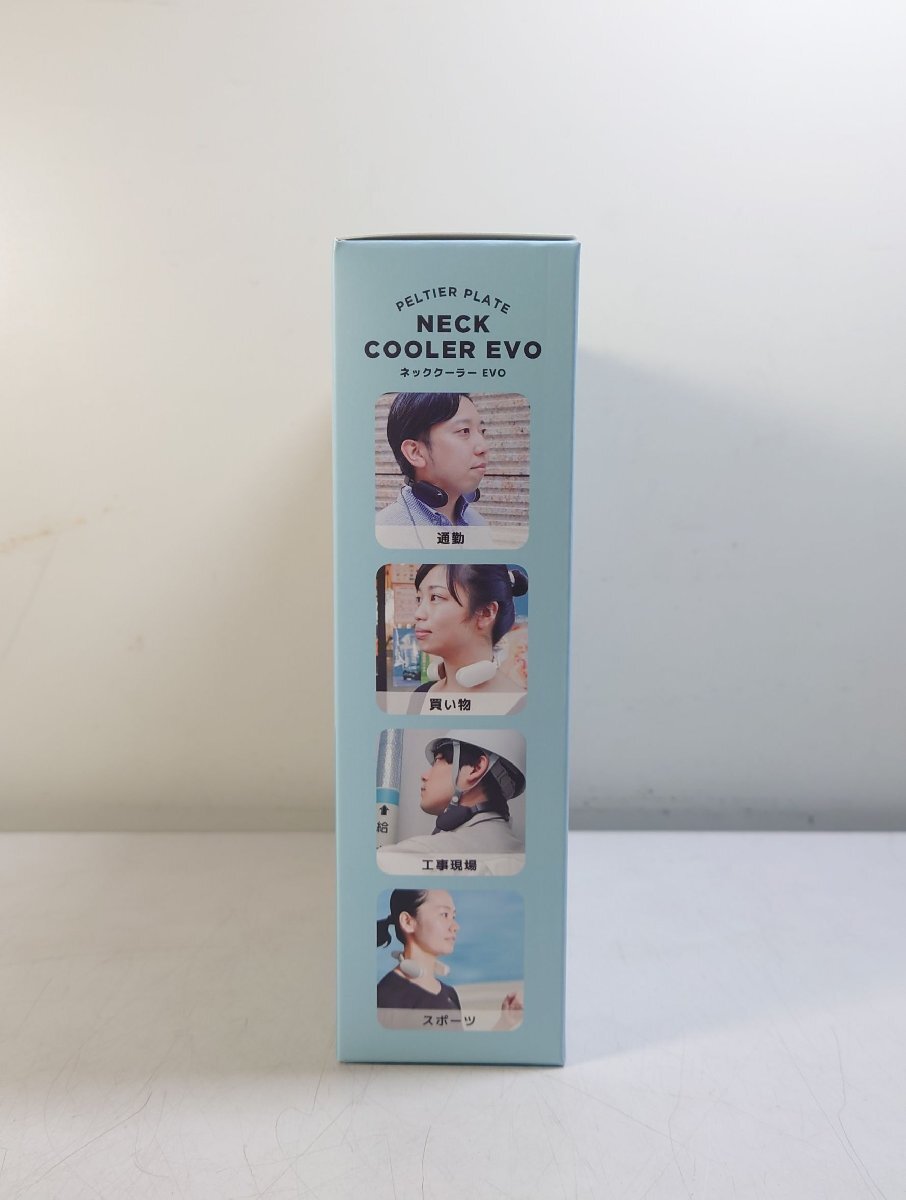 PELTIER PLATE
NECK
COOLER EVO
ネッククーラー EVO
通勤
買い物
給
工事現場
スポーツ